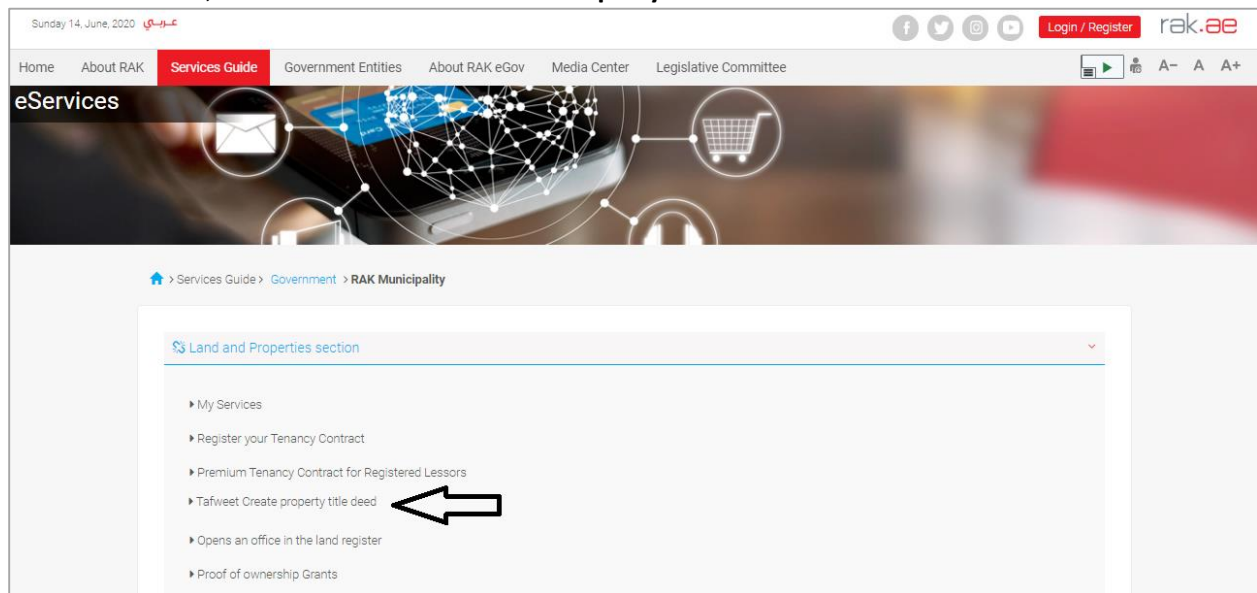 Sunday 14, June, 2020 عــربــي
Login / Register
rak.ae
Home About RAK Services Guide Government Entities About RAK eGov Media Center Legislative Committee A- A A+
eServices
> Services Guide > Government > RAK Municipality
Land and Properties section
My Services
Register your Tenancy Contract
Premium Tenancy Contract for Registered Lessors
Tafweet Create property title deed
Opens an office in the land register
Proof of ownership Grants